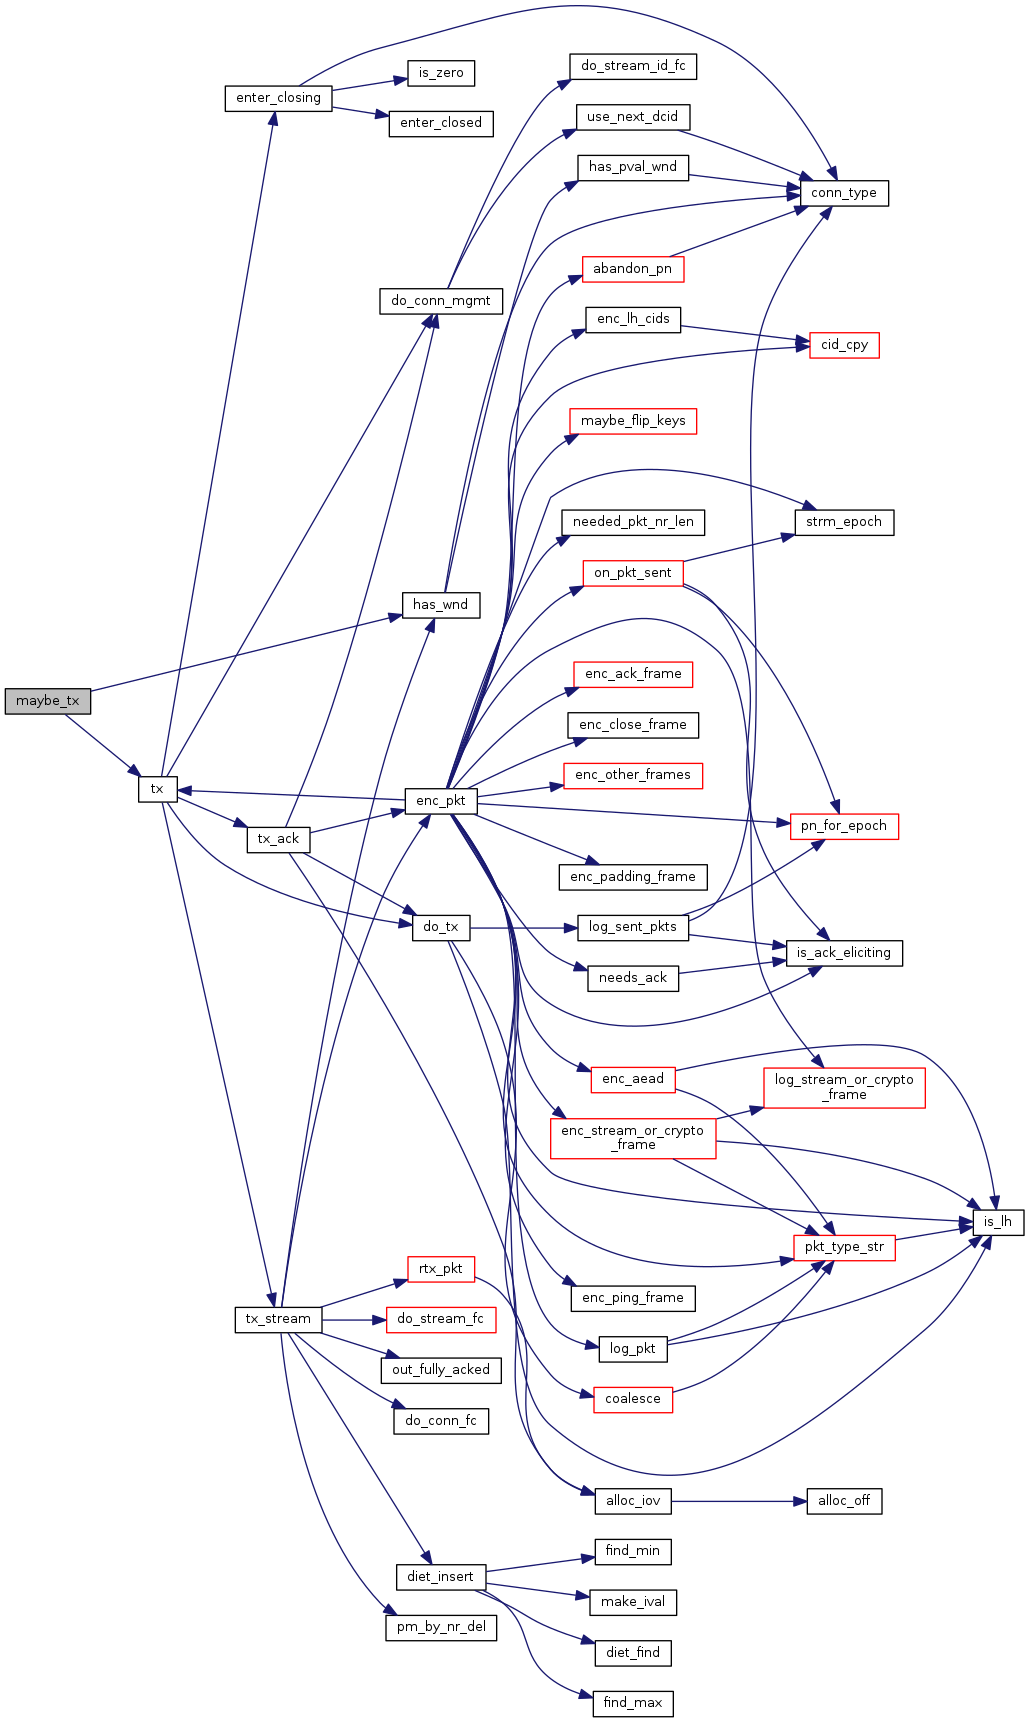 do_stream_id_fc
is_zero
enter_closing
use_next_dcid
enter_closed
has_pval_wnd
conn_type
abandon_pn
do_conn_mgmt
enc_lh_cids
cid_cpy
maybe_flip_keys
needed_pkt_nr_len
strm_epoch
on_pkt_sent
has_wnd
enc_ack_frame
maybe_tx
enc_close_frame
enc_other_frames
tx
enc_pkt
pn_for_epoch
tx_ack
enc_padding_frame
do_tx
log_sent_pkts
is_ack_eliciting
needs_ack
enc_aead
log_stream_or_crypto
_frame
enc_stream_or_crypto
_frame
is_lh
pkt_type_str
rtx_pkt
enc_ping_frame
tx_stream
do_stream_fc
log_pkt
out_fully_acked
coalesce
do_conn_fc
alloc_iov
alloc_off
find_min
diet_insert
make_ival
pm_by_nr_del
diet_find
find_max